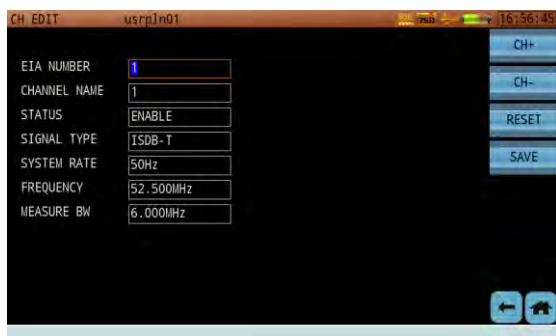 CH EDIT usrpln01 75Ω 16:56:45
EIA NUMBER 1
CHANNEL NAME 1
STATUS ENABLE
SIGNAL TYPE ISDB-T
SYSTEM RATE 50Hz
FREQUENCY 52.500MHz
MEASURE BW 6.000MHz
CH+
CH-
RESET
SAVE